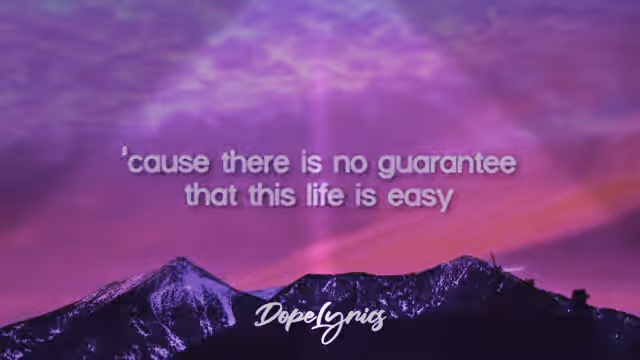 'cause there is no guarantee
that this life is easy
DopeLyrics